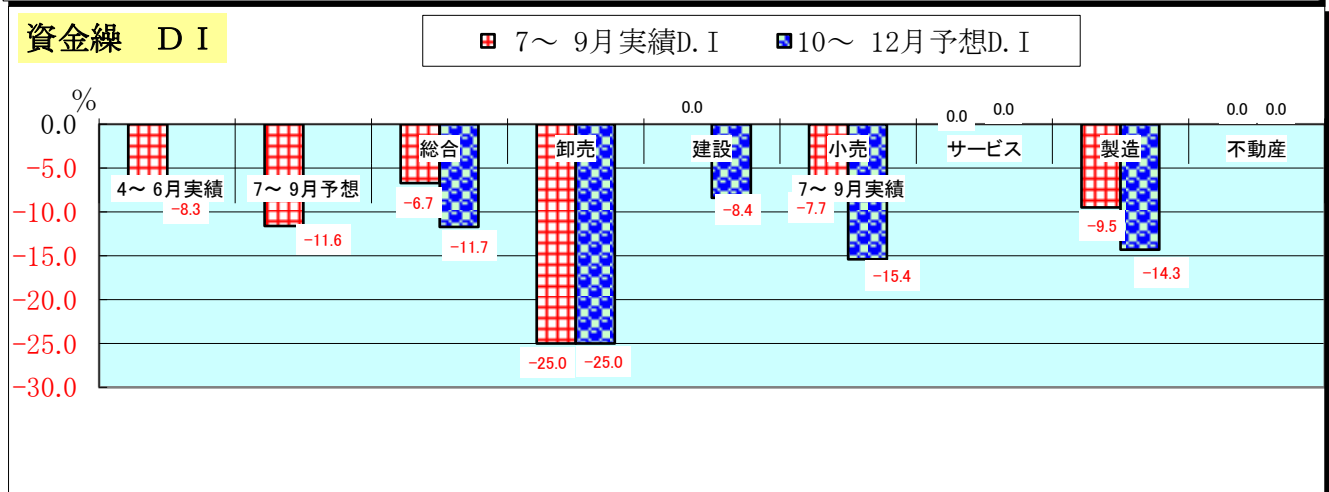 資金繰　ＤＩ
7～ 9月実績D.I
10～ 12月予想D.I
%
0.0
-5.0
-10.0
-15.0
-20.0
-25.0
-30.0
4～ 6月実績
-8.3
7～ 9月予想
-11.6
総合
-6.7
-11.7
卸売
-25.0
-25.0
0.0
建設
-8.4
小売
7～ 9月実績
-7.7
-15.4
0.0
0.0
サービス
製造
-9.5
-14.3
0.0
0.0
不動産